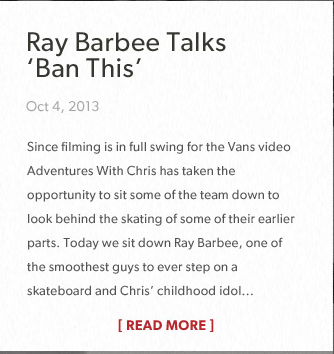 Ray Barbee Talks
‘Ban This’
Oct 4, 2013
Since filming is in full swing for the Vans video
Adventures With Chris has taken the
opportunity to sit some of the team down to
look behind the skating of some of their earlier
parts. Today we sit down Ray Barbee, one of
the smoothest guys to ever step on a
skateboard and Chris’ childhood idol...
[ READ MORE ]